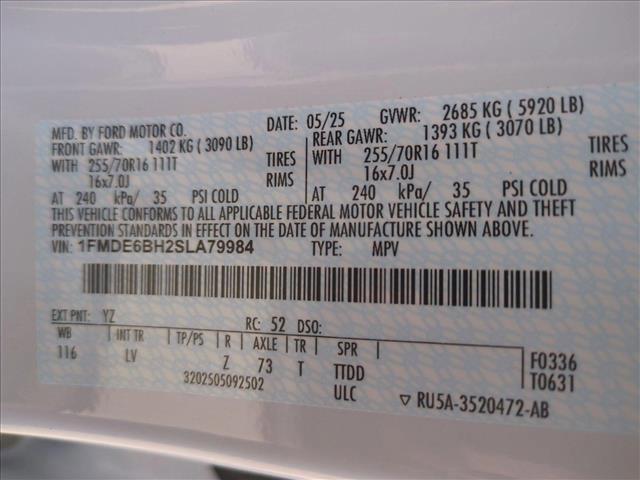 MFD. BY FORD MOTOR CO. DATE: 05/25 GVWR: 2685 KG ( 5920 LB)
FRONT GAWR: 1402 KG ( 3090 LB) REAR GAWR: 1393 KG ( 3070 LB)
WITH 255/70R16 111T TIRES WITH 255/70R16 111T TIRES
16x7.0J RIMS 16x7.0J RIMS
AT 240 kPa/ 35 PSI COLD AT 240 kPa/ 35 PSI COLD
THIS VEHICLE CONFORMS TO ALL APPLICABLE FEDERAL MOTOR VEHICLE SAFETY AND THEFT
PREVENTION STANDARDS IN EFFECT ON THE DATE OF MANUFACTURE SHOWN ABOVE.
VIN: 1FMDE6BH2SLA79984 TYPE: MPV
EXT PNT: YZ RC: 52 DSO:
WB INT TR TP/PS R AXLE TR SPR F0336
116 LV Z 73 T TTDD T0631
3202505092502 ULC ▽ RU5A-3520472-AB